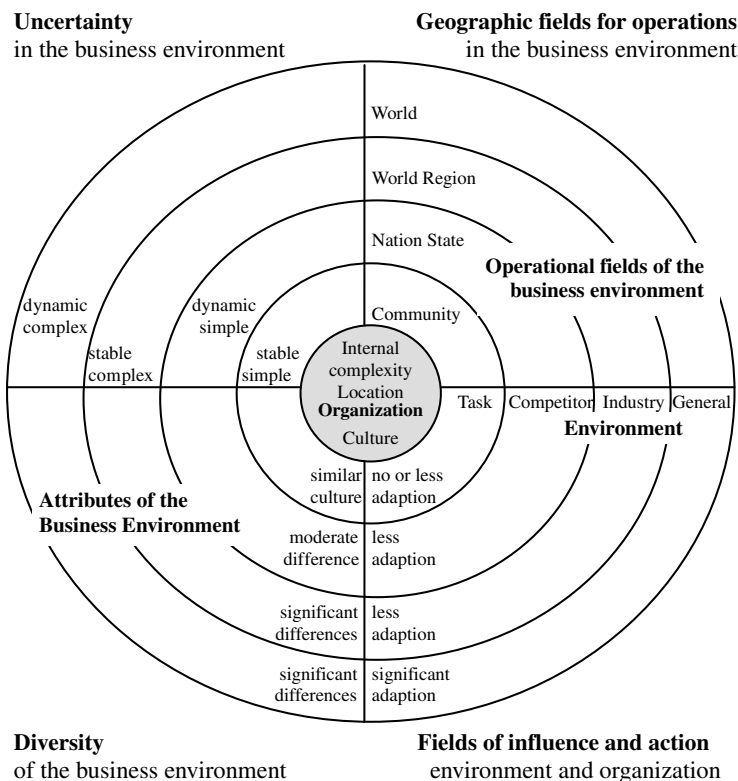 Uncertainty
in the business environment
Geographic fields for operations
in the business environment
World
World Region
Nation State
Operational fields of the
business environment
dynamic
complex
stable
complex
dynamic
simple
stable
simple
Community
Internal
complexity
Location
Organization
Culture
Task
Competitor
Industry
General
Environment
Attributes of the
Business Environment
similar
culture
no or less
adaption
moderate
difference
less
adaption
significant
differences
less
adaption
significant
differences
significant
adaption
Diversity
of the business environment
Fields of influence and action
environment and organization